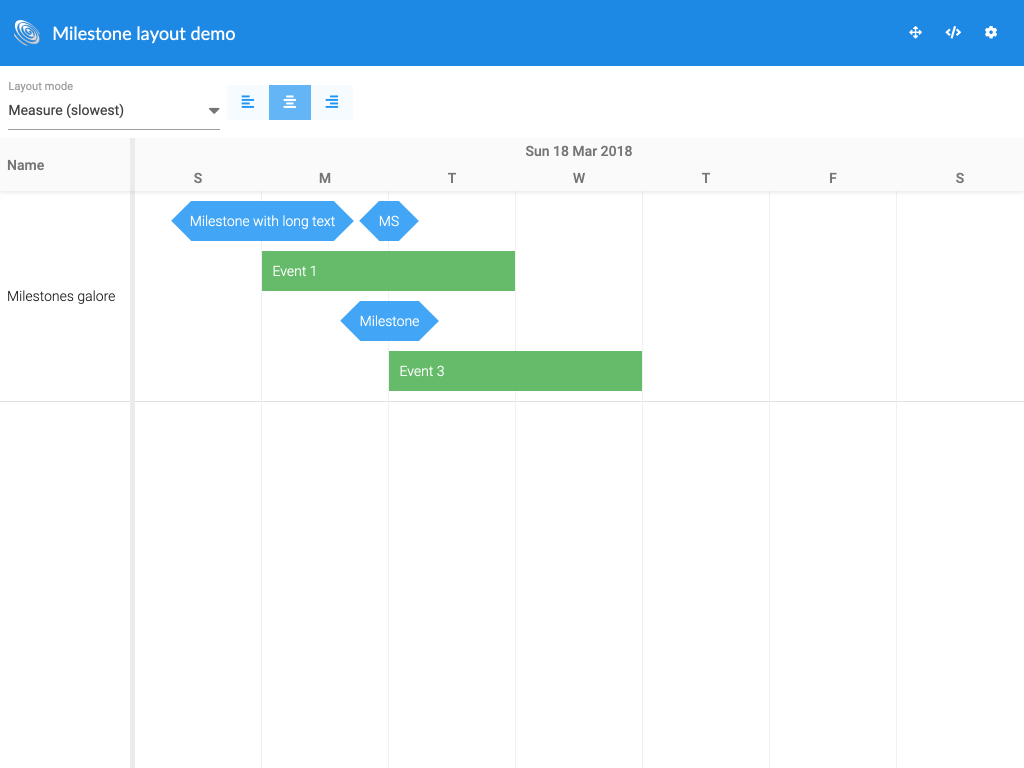 Milestone layout demo
Layout mode
Measure (slowest)
Name
Sun 18 Mar 2018
S M T W T F S
Milestone with long text
MS
Event 1
Milestones galore
Milestone
Event 3